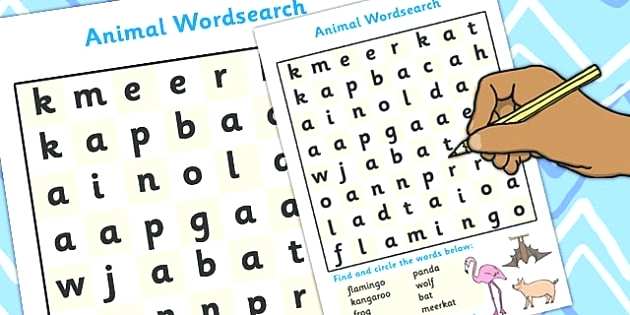 Animal Wordsearch
k m e e r
k a p b a c
a i n o l
a a p g a a
w j a b a t
n n p r
Animal Wordsearch
k m e e r k a t
k a p b a c a h
a i n o l d a
a a p g a a e
w j a b a t
o a n n p r r
l a d t a i o a
f l a m i n g o
Find and circle the words below:
flamingo panda
kangaroo wolf
frog bat
meerkat